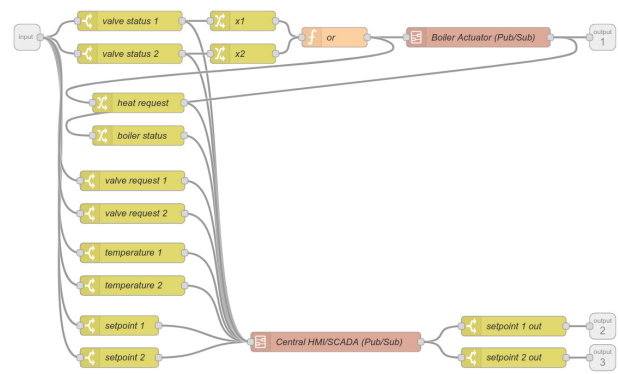 input
valve status 1
x1
or
Boiler Actuator (Pub/Sub)
output
1
valve status 2
x2
heat request
boiler status
valve request 1
valve request 2
temperature 1
temperature 2
setpoint 1
setpoint 2
Central HMI/SCADA (Pub/Sub)
setpoint 1 out
output
2
setpoint 2 out
output
3